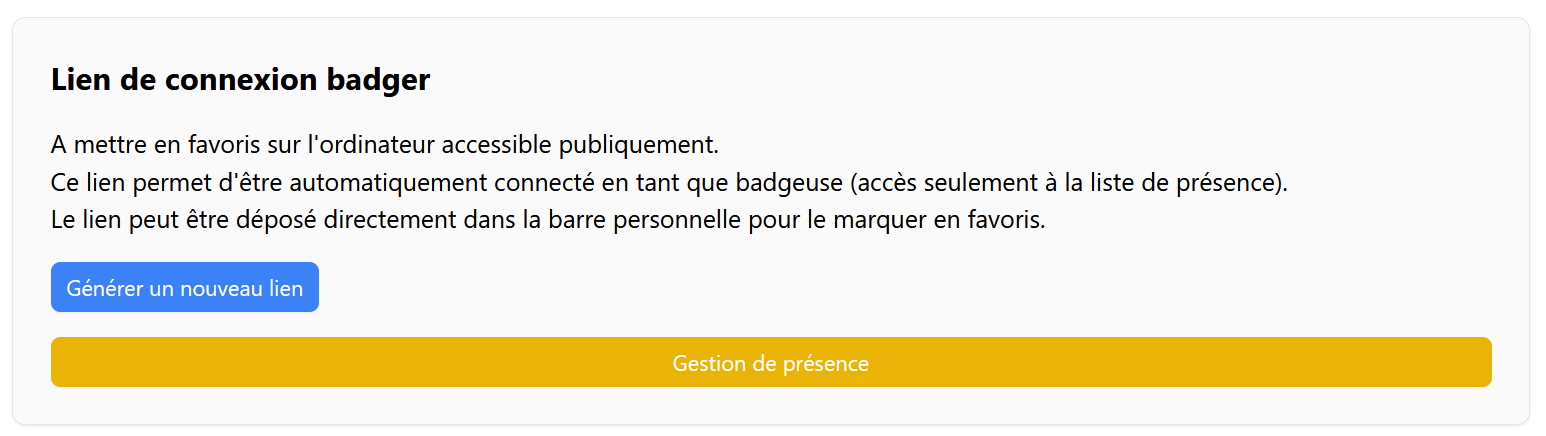 Lien de connexion badger
A mettre en favoris sur l'ordinateur accessible publiquement.
Ce lien permet d'être automatiquement connecté en tant que badgeuse (accès seulement à la liste de présence).
Le lien peut être déposé directement dans la barre personnelle pour le marquer en favoris.
Générer un nouveau lien
Gestion de présence